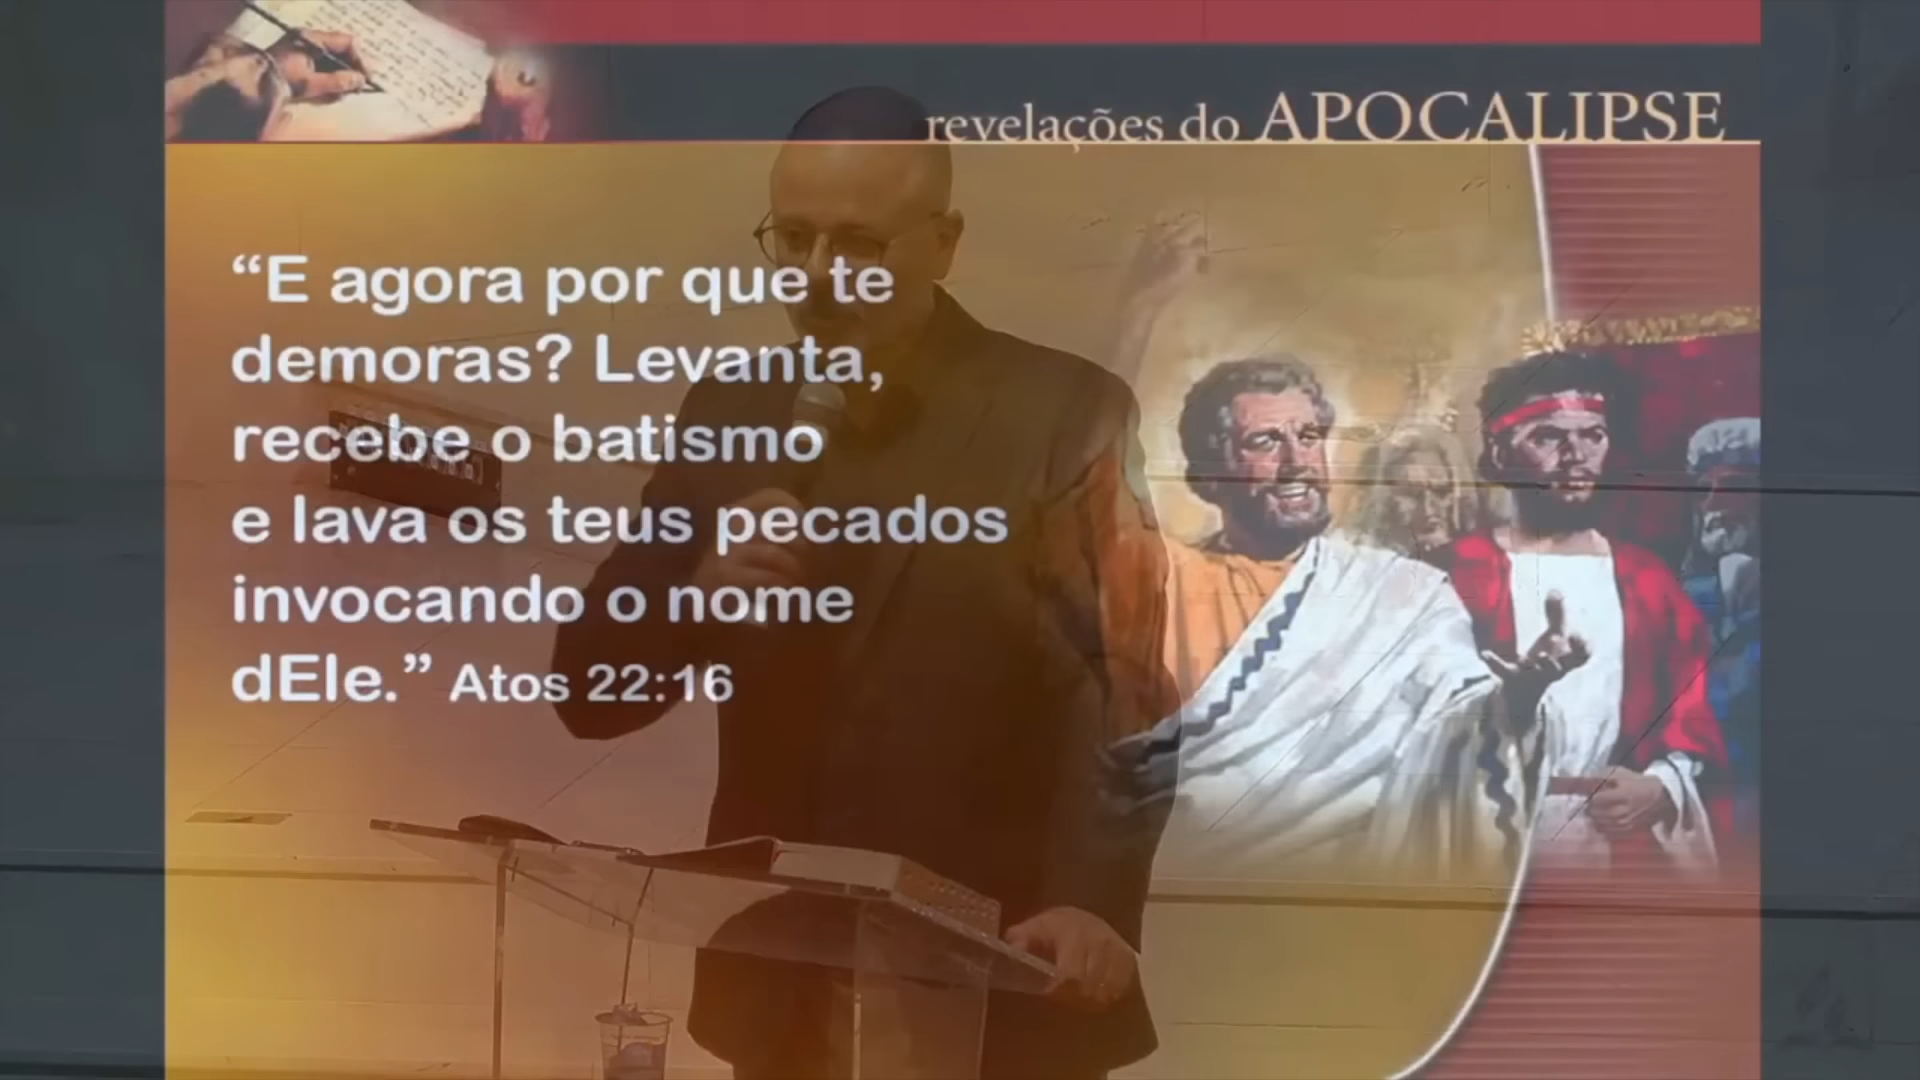 revelações do APOCALIPSE
“E agora por que te
demoras? Levanta,
recebe o batismo
e lava os teus pecados
invocando o nome
dEle.” Atos 22:16